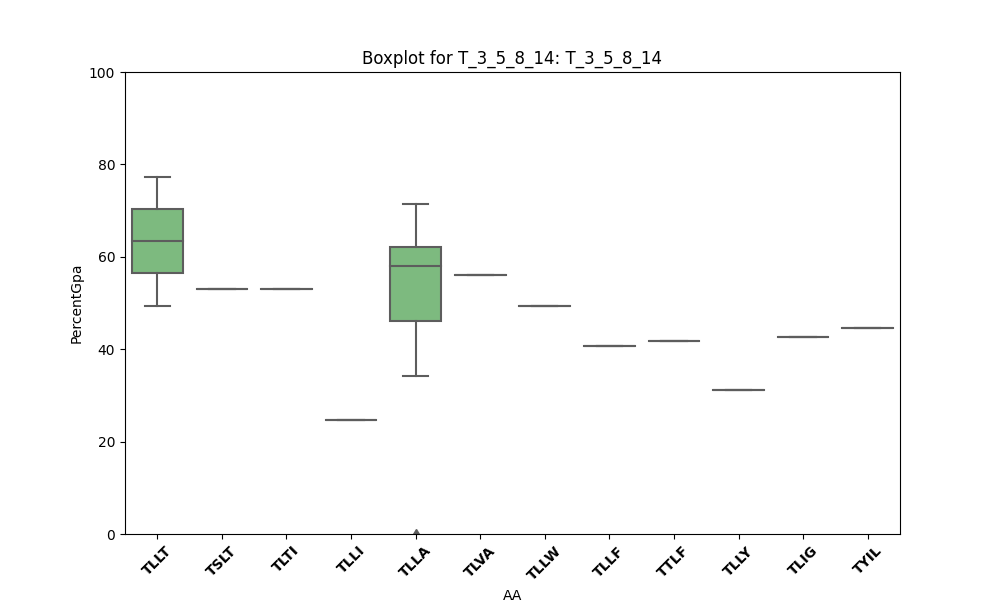 Boxplot for T_3_5_8_14: T_3_5_8_14
100
80
60
40
20
0
PercentGpa
TLLT
TSLT
TLTI
TLLI
TLLA
TLVA
TLLW
TLLF
TTLF
TLLY
TLIG
TYIL
AA